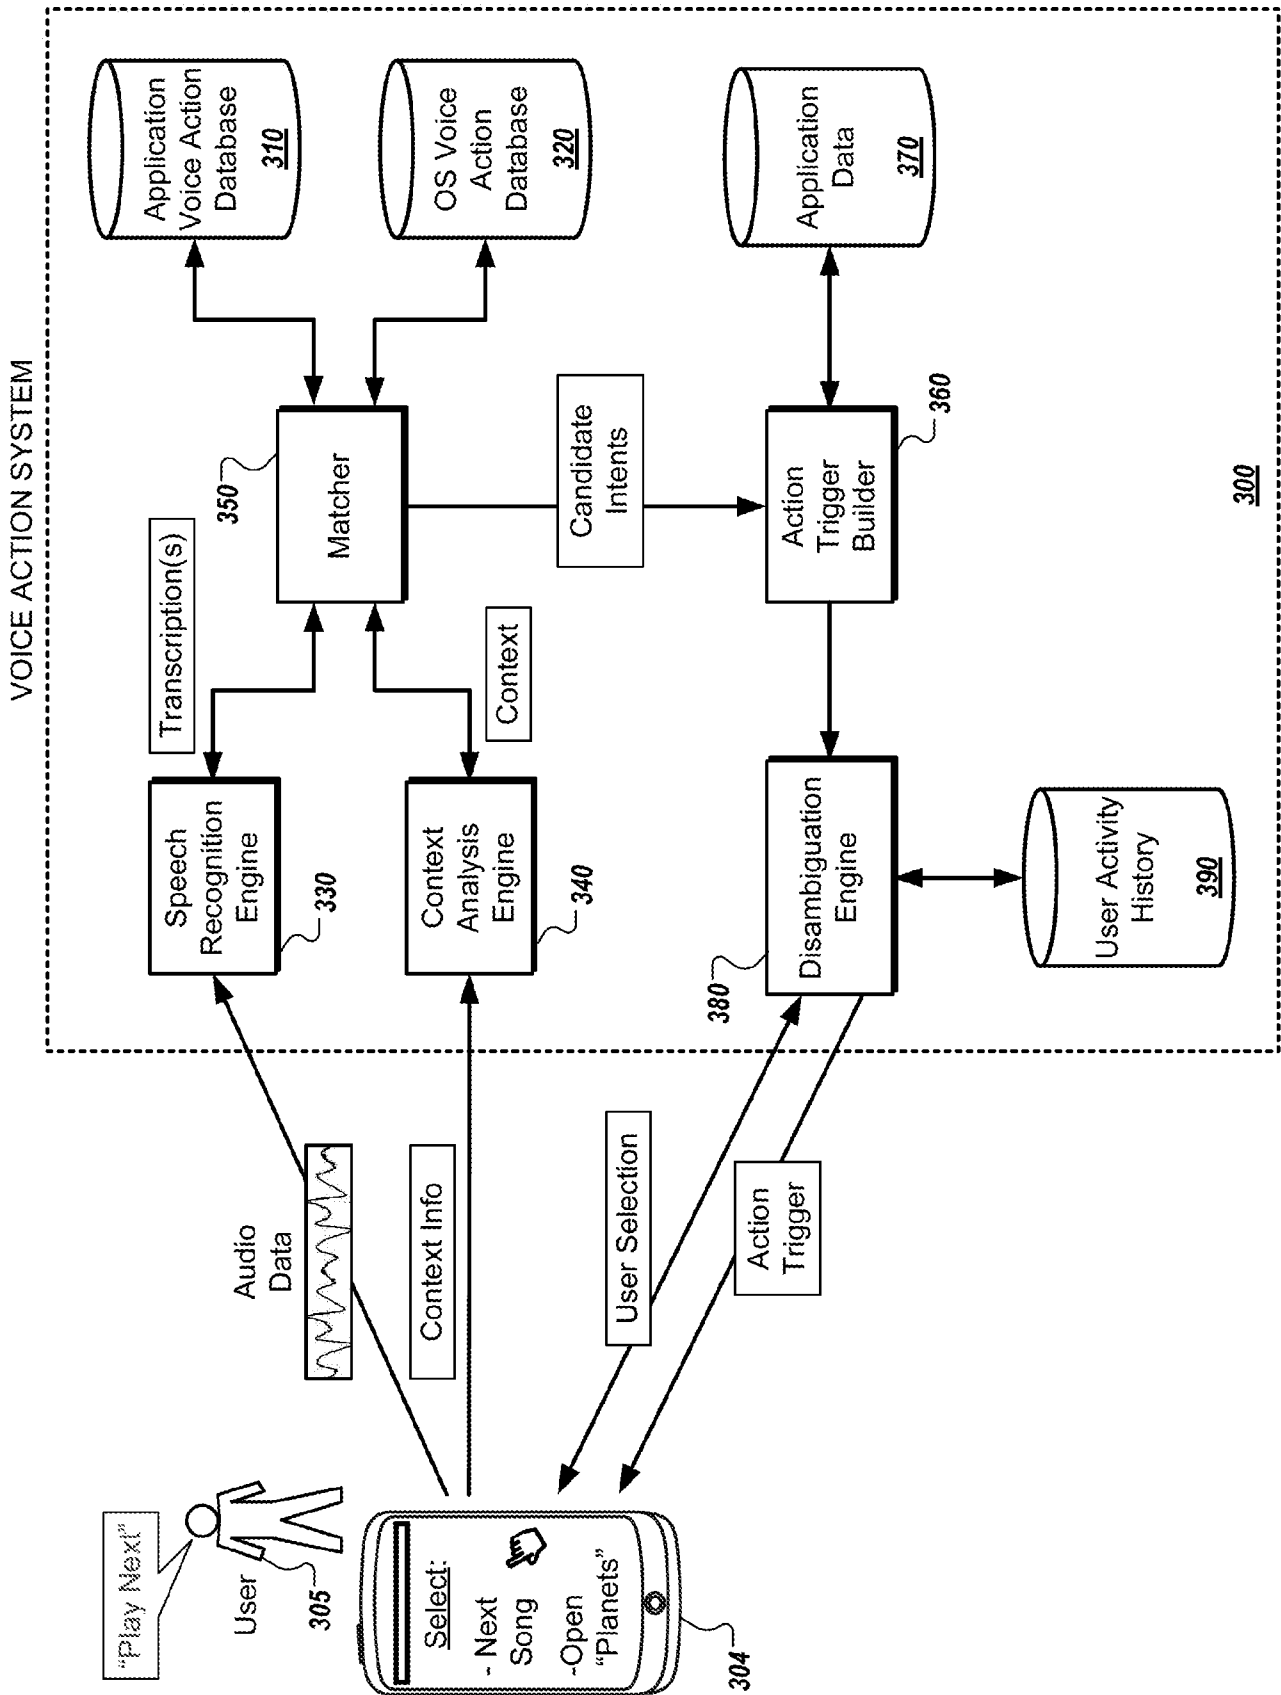 VOICE ACTION SYSTEM
"Play Next"
User
305
Select:
- Next
Song
-Open
"Planets"
304
Audio
Data
Context Info
User Selection
Action
Trigger
Speech
Recognition
Engine
330
Transcription(s)
Context
Analysis
Engine
340
Context
Matcher
350
Application
Voice Action
Database
310
OS Voice
Action
Database
320
Candidate
Intents
Action
Trigger
Builder
360
Application
Data
370
Disambiguation
Engine
380
User Activity
History
390
300